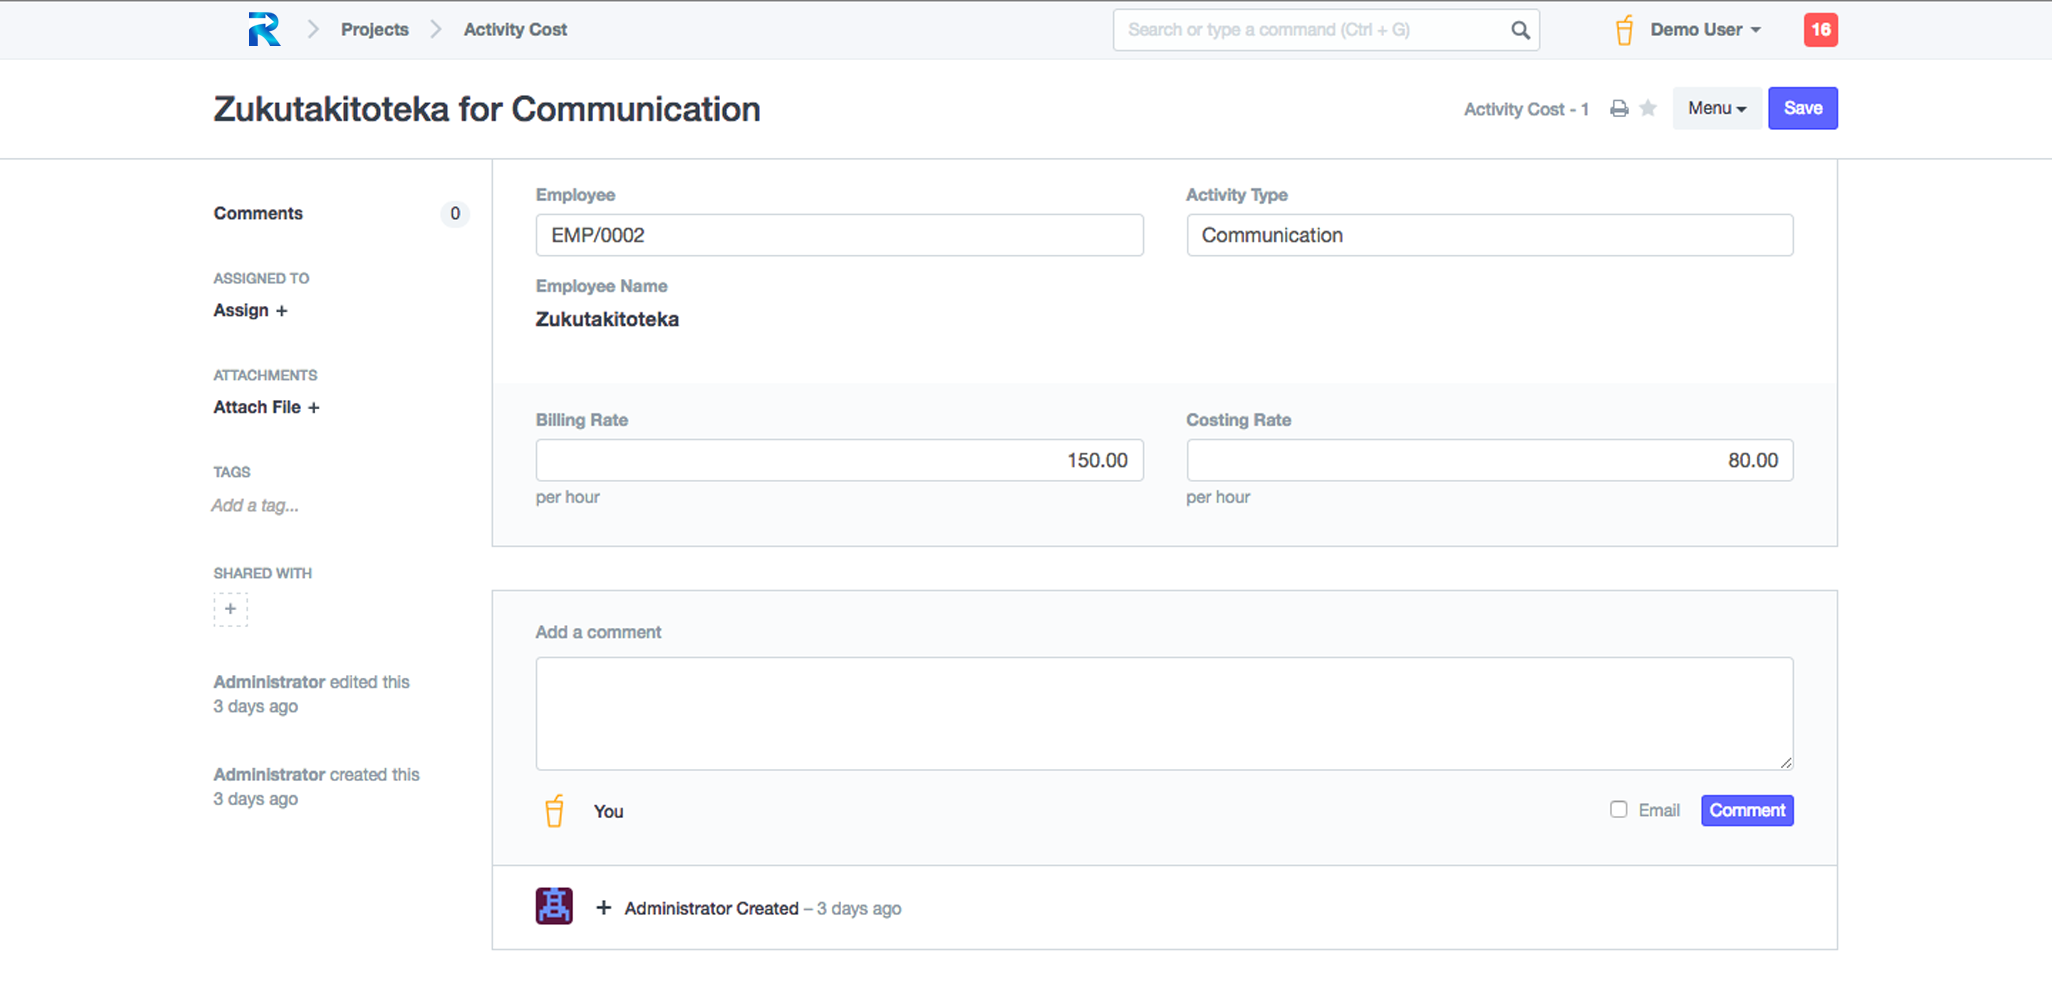 Projects
Activity Cost
Search or type a command (Ctrl + G)
Demo User
16
Zukutakitoteka for Communication
Activity Cost - 1
Menu
Save
Comments
0
ASSIGNED TO
Assign +
ATTACHMENTS
Attach File +
TAGS
Add a tag...
SHARED WITH
+
Administrator edited this
3 days ago
Administrator created this
3 days ago
Employee
EMP/0002
Activity Type
Communication
Employee Name
Zukutakitoteka
Billing Rate
150.00
per hour
Costing Rate
80.00
per hour
Add a comment
You
Email
Comment
+ Administrator Created – 3 days ago